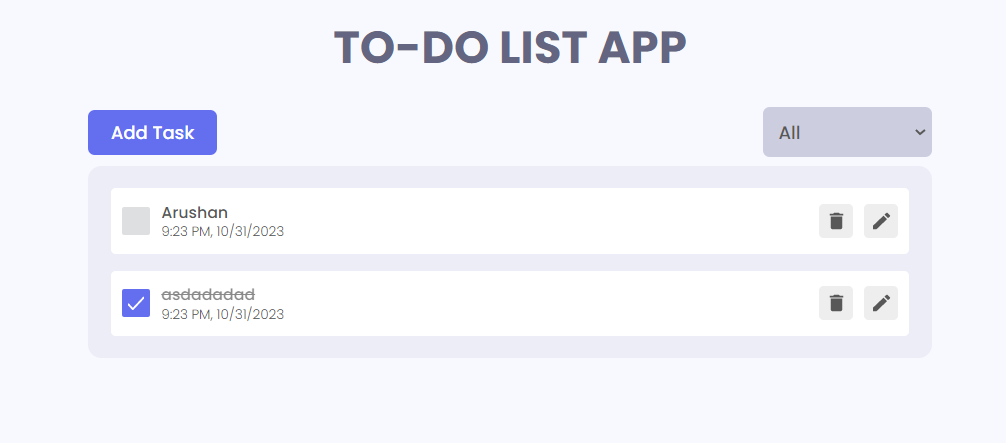 TO-DO LIST APP
Add Task
All
Arushan
9:23 PM, 10/31/2023
asdadadad
9:23 PM, 10/31/2023